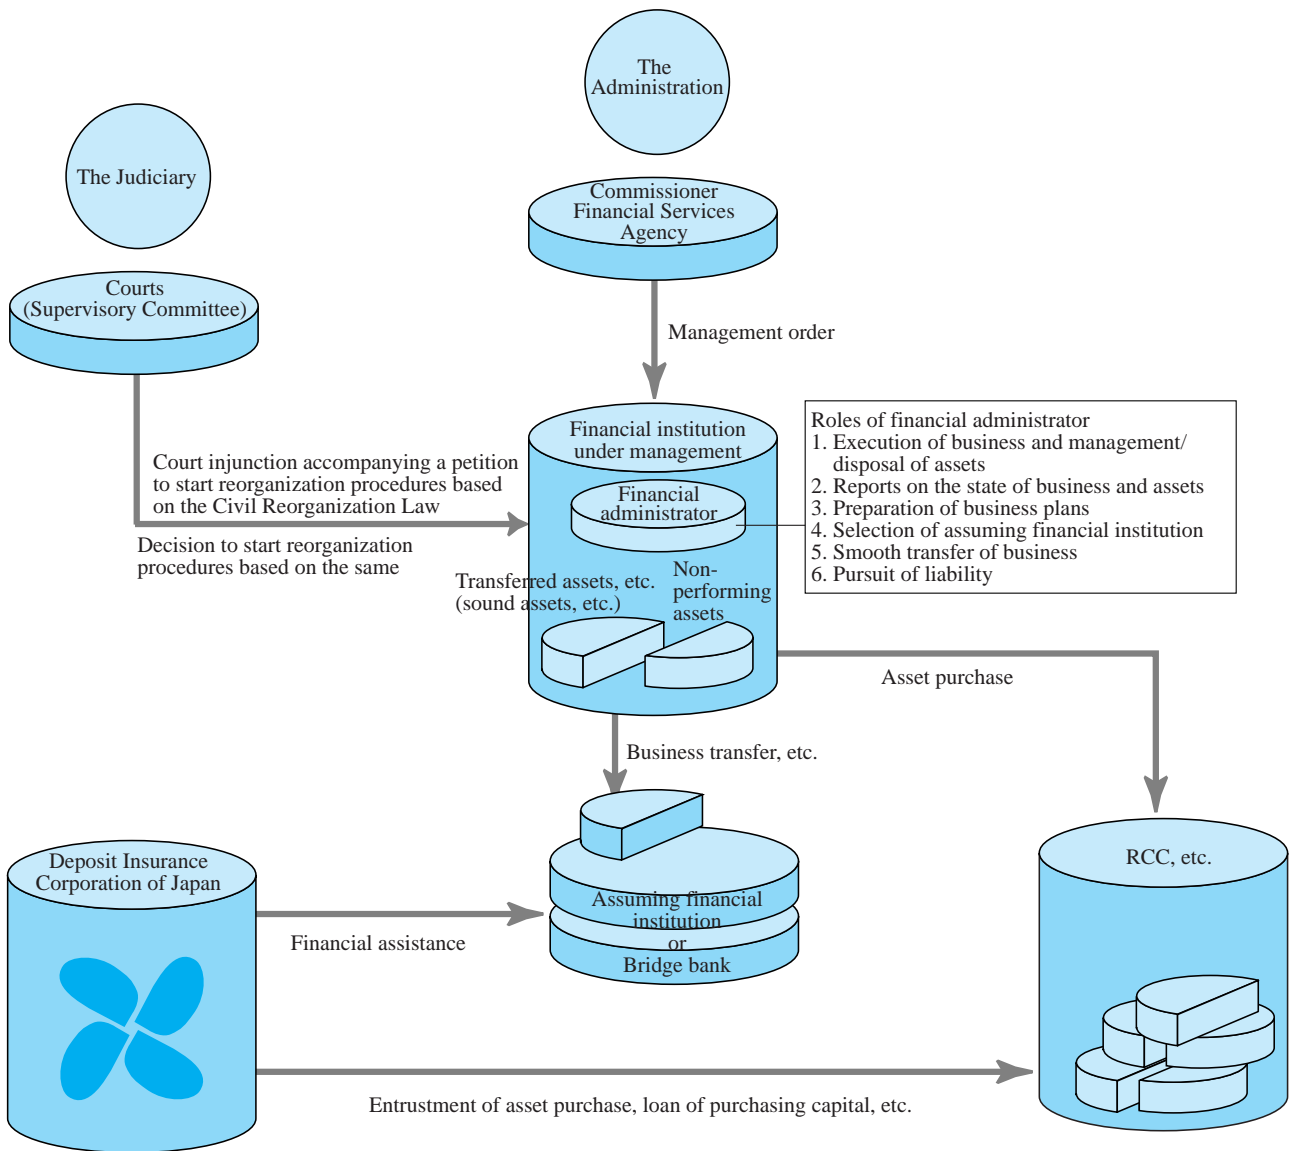 The
Administration
The Judiciary
Commissioner
Financial Services
Agency
Courts
(Supervisory Committee)
Management order
Financial institution
under management
Financial
administrator
Roles of financial administrator
1. Execution of business and management/
disposal of assets
2. Reports on the state of business and assets
3. Preparation of business plans
4. Selection of assuming financial institution
5. Smooth transfer of business
6. Pursuit of liability
Court injunction accompanying a petition
to start reorganization procedures based
on the Civil Reorganization Law
Decision to start reorganization
procedures based on the same
Transferred assets, etc.
(sound assets, etc.)
Non-
performing
assets
Asset purchase
Business transfer, etc.
Deposit Insurance
Corporation of Japan
Financial assistance
Assuming financial
institution
or
Bridge bank
RCC, etc.
Entrustment of asset purchase, loan of purchasing capital, etc.